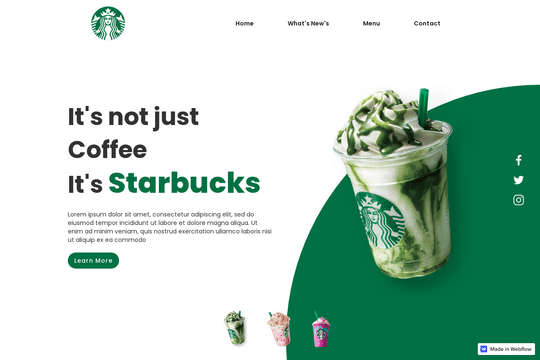 Home
What's New's
Menu
Contact
It's not just
Coffee
It's Starbucks
Lorem ipsum dolor sit amet, consectetur adipiscing elit, sed do
eiusmod tempor incididunt ut labore et dolore magna aliqua. Ut
enim ad minim veniam, quis nostrud exercitation ullamco laboris nisi
ut aliquip ex ea commodo
Learn More
Made in Webflow